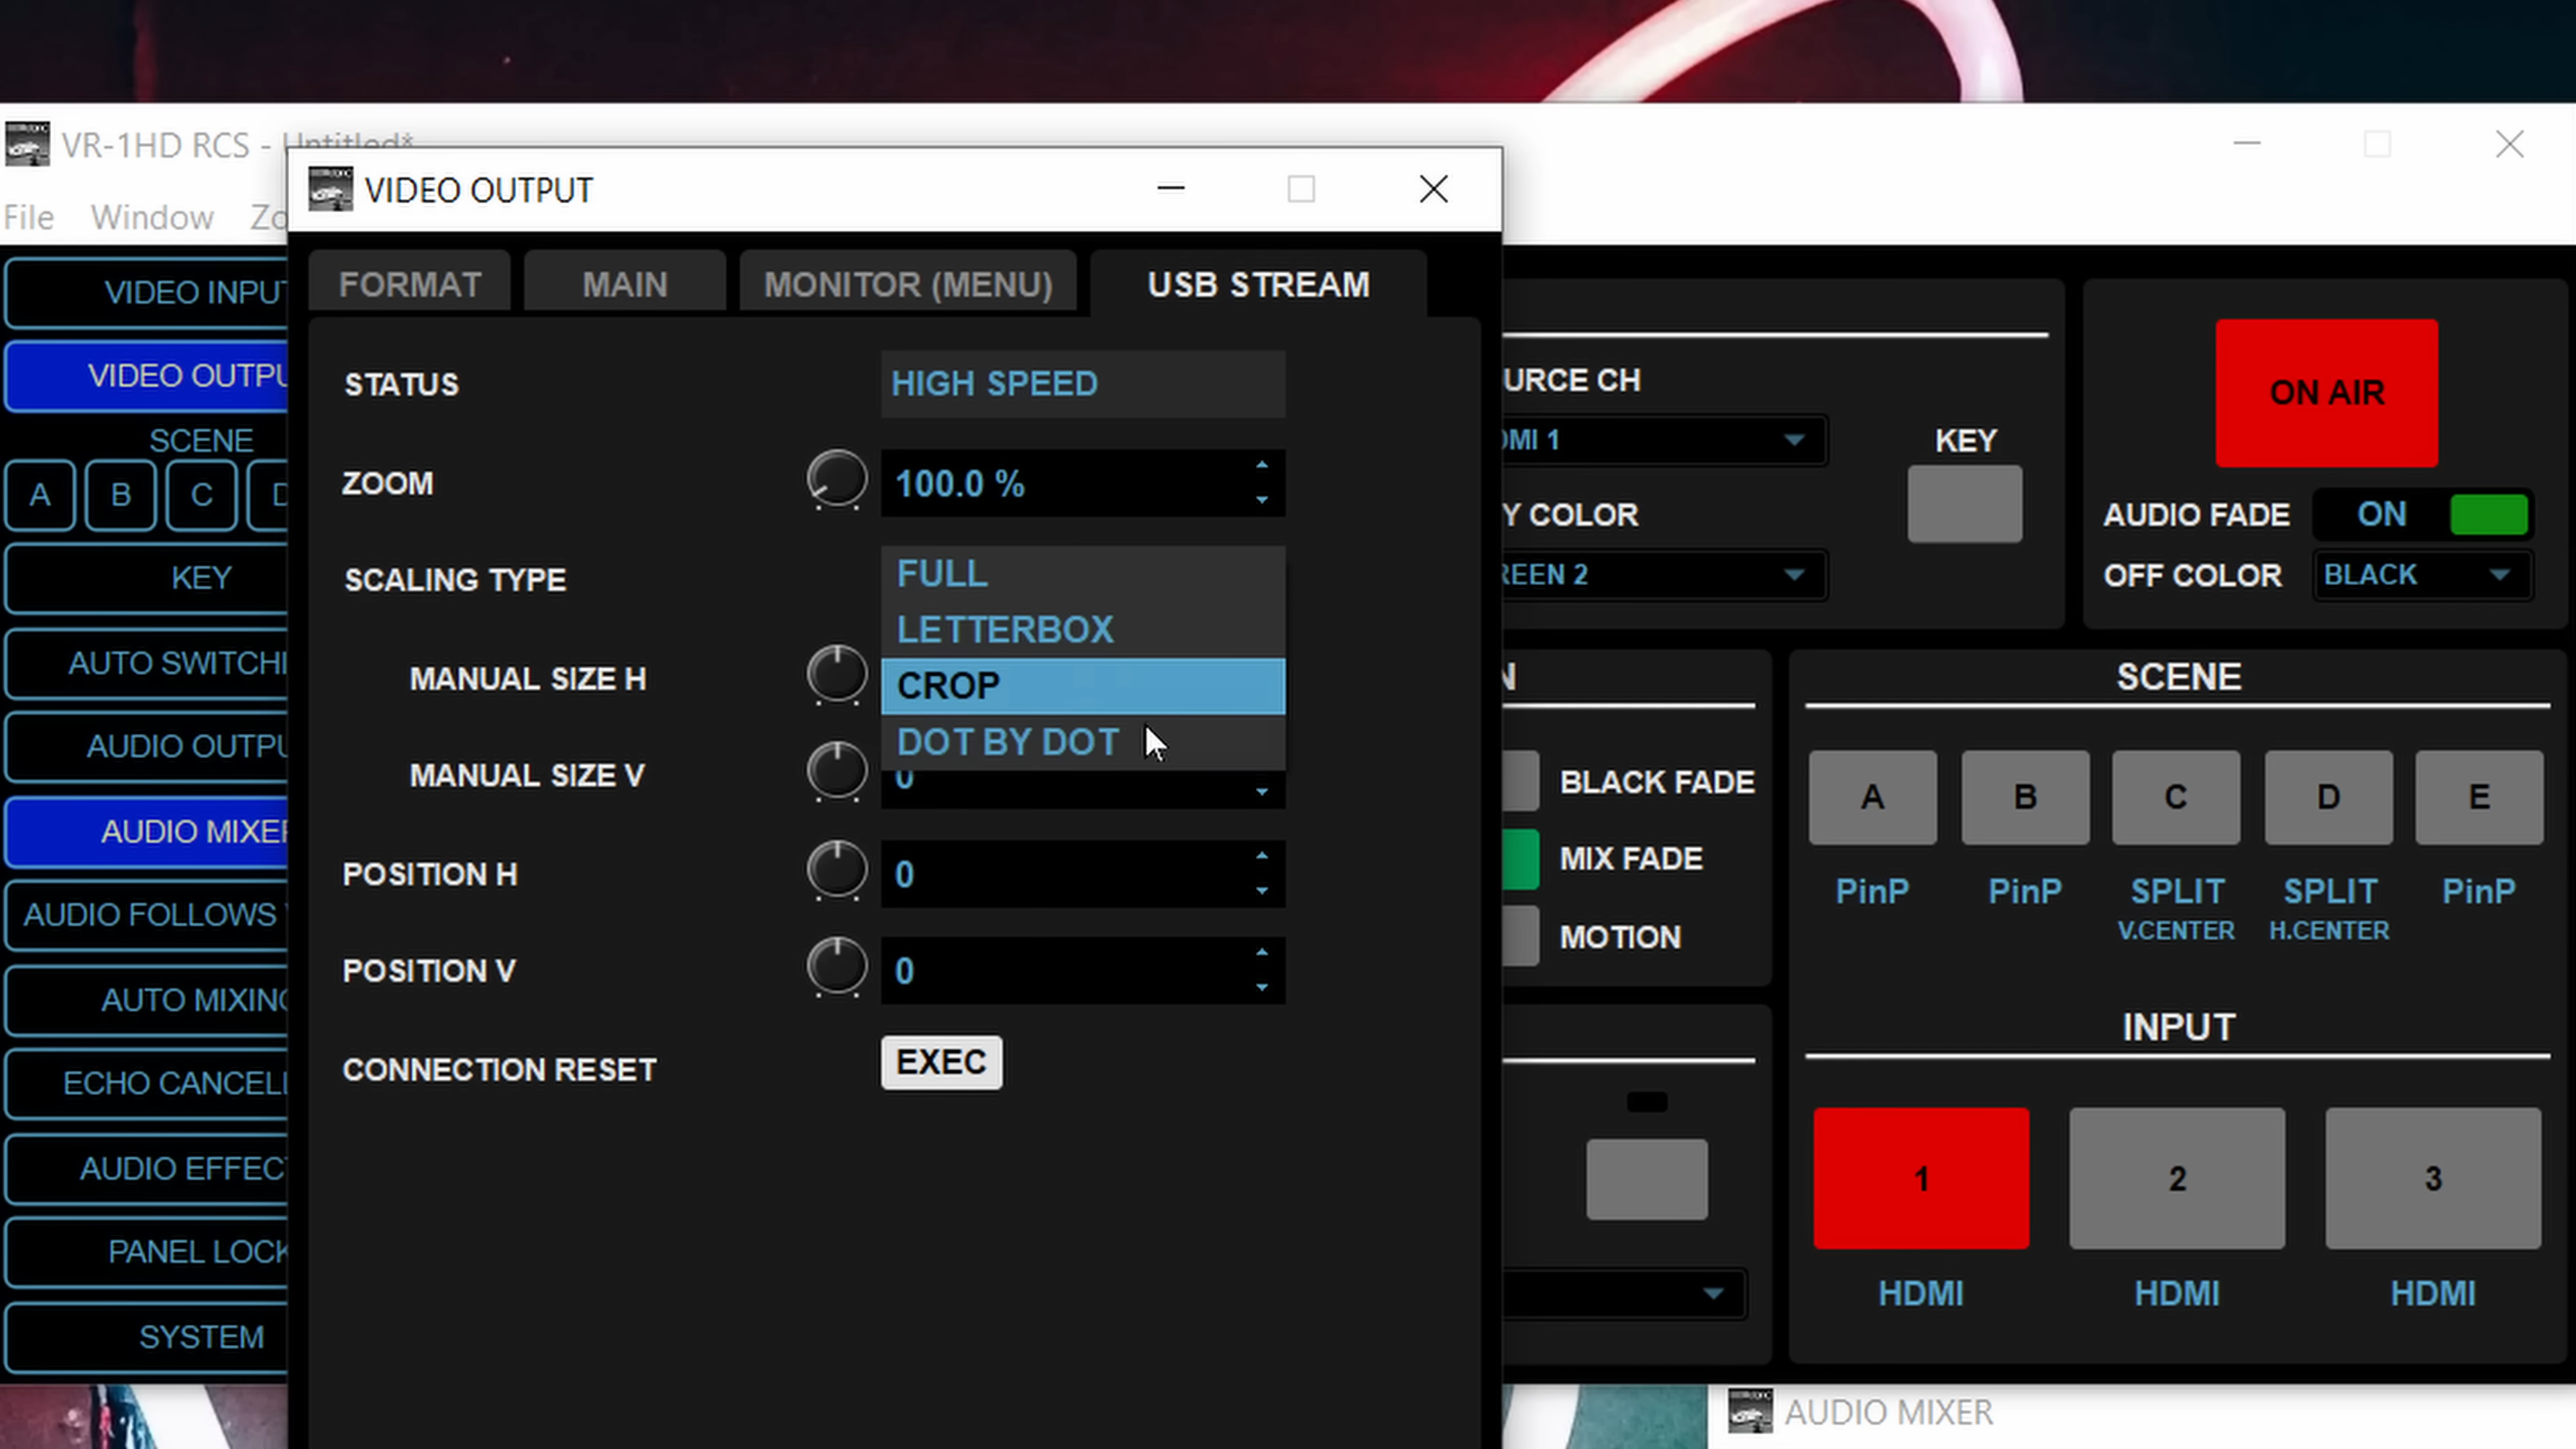 VR-1HD RCS - Untitled*
File Window
VIDEO OUTPUT
FORMAT MAIN MONITOR (MENU) USB STREAM
STATUS HIGH SPEED
ZOOM 100.0 %
SCALING TYPE
FULL
LETTERBOX
CROP
DOT BY DOT
MANUAL SIZE H
MANUAL SIZE V 0
POSITION H 0
POSITION V 0
CONNECTION RESET EXEC
VIDEO INPUT
VIDEO OUTPU
SCENE
A B C D
KEY
AUTO SWITCHI
AUDIO OUTPU
AUDIO MIXER
AUDIO FOLLOWS
AUTO MIXING
ECHO CANCELL
AUDIO EFFECT
PANEL LOCK
SYSTEM
URCE CH
DMI 1
KEY
Y COLOR
REEN 2
ON AIR
AUDIO FADE ON
OFF COLOR BLACK
N
BLACK FADE
MIX FADE
MOTION
SCENE
A B C D E
PinP PinP SPLIT SPLIT PinP
V.CENTER H.CENTER
INPUT
1 2 3
HDMI HDMI HDMI
AUDIO MIXER